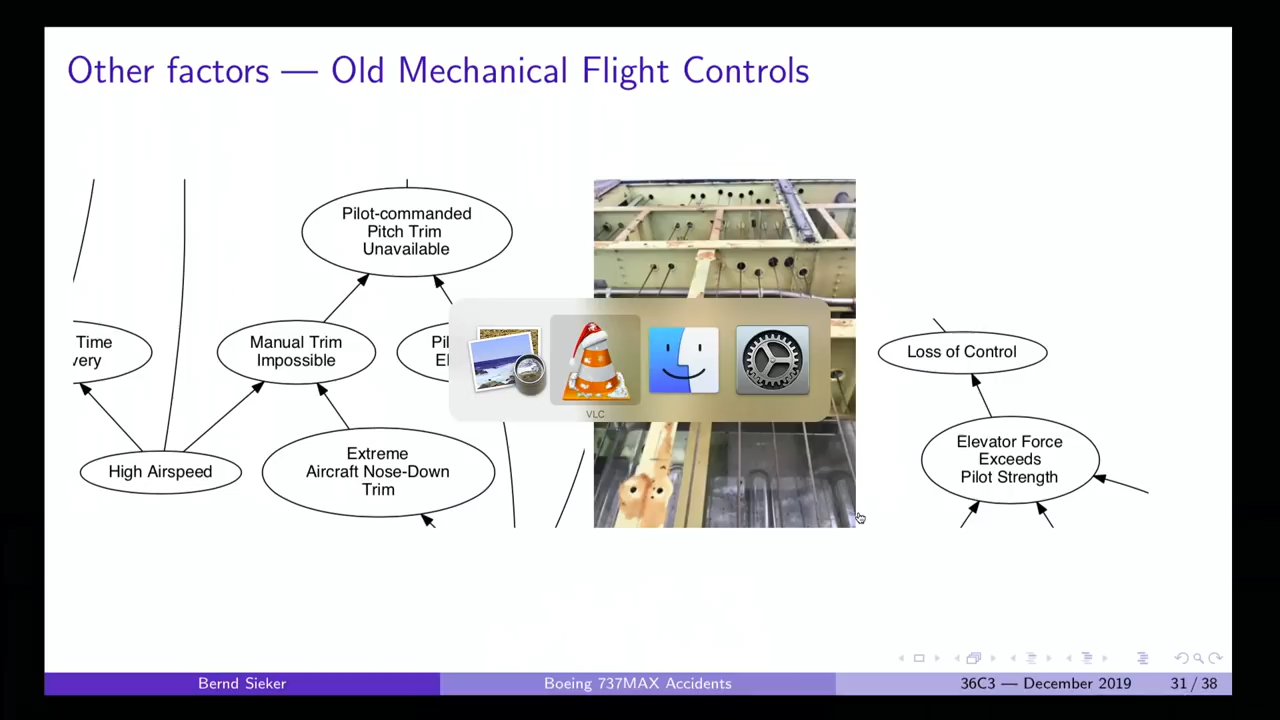 Other factors — Old Mechanical Flight Controls
Pilot-commanded
Pitch Trim
Unavailable
Time
very
Manual Trim
Impossible
Pil
El
High Airspeed
Extreme
Aircraft Nose-Down
Trim
VLC
Loss of Control
Elevator Force
Exceeds
Pilot Strength
Bernd Sieker
Boeing 737MAX Accidents
36C3 — December 2019
31 / 38